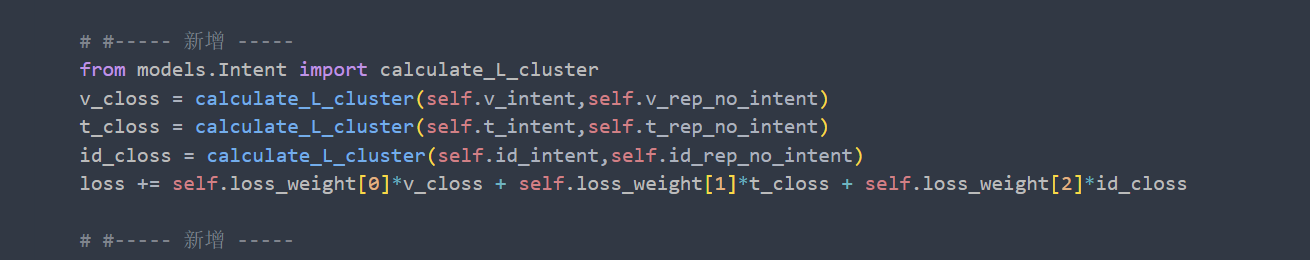 # #----- 新增 -----
from models.Intent import calculate_L_cluster
v_closs = calculate_L_cluster(self.v_intent,self.v_rep_no_intent)
t_closs = calculate_L_cluster(self.t_intent,self.t_rep_no_intent)
id_closs = calculate_L_cluster(self.id_intent,self.id_rep_no_intent)
loss += self.loss_weight[0]*v_closs + self.loss_weight[1]*t_closs + self.loss_weight[2]*id_closs
# #----- 新增 -----